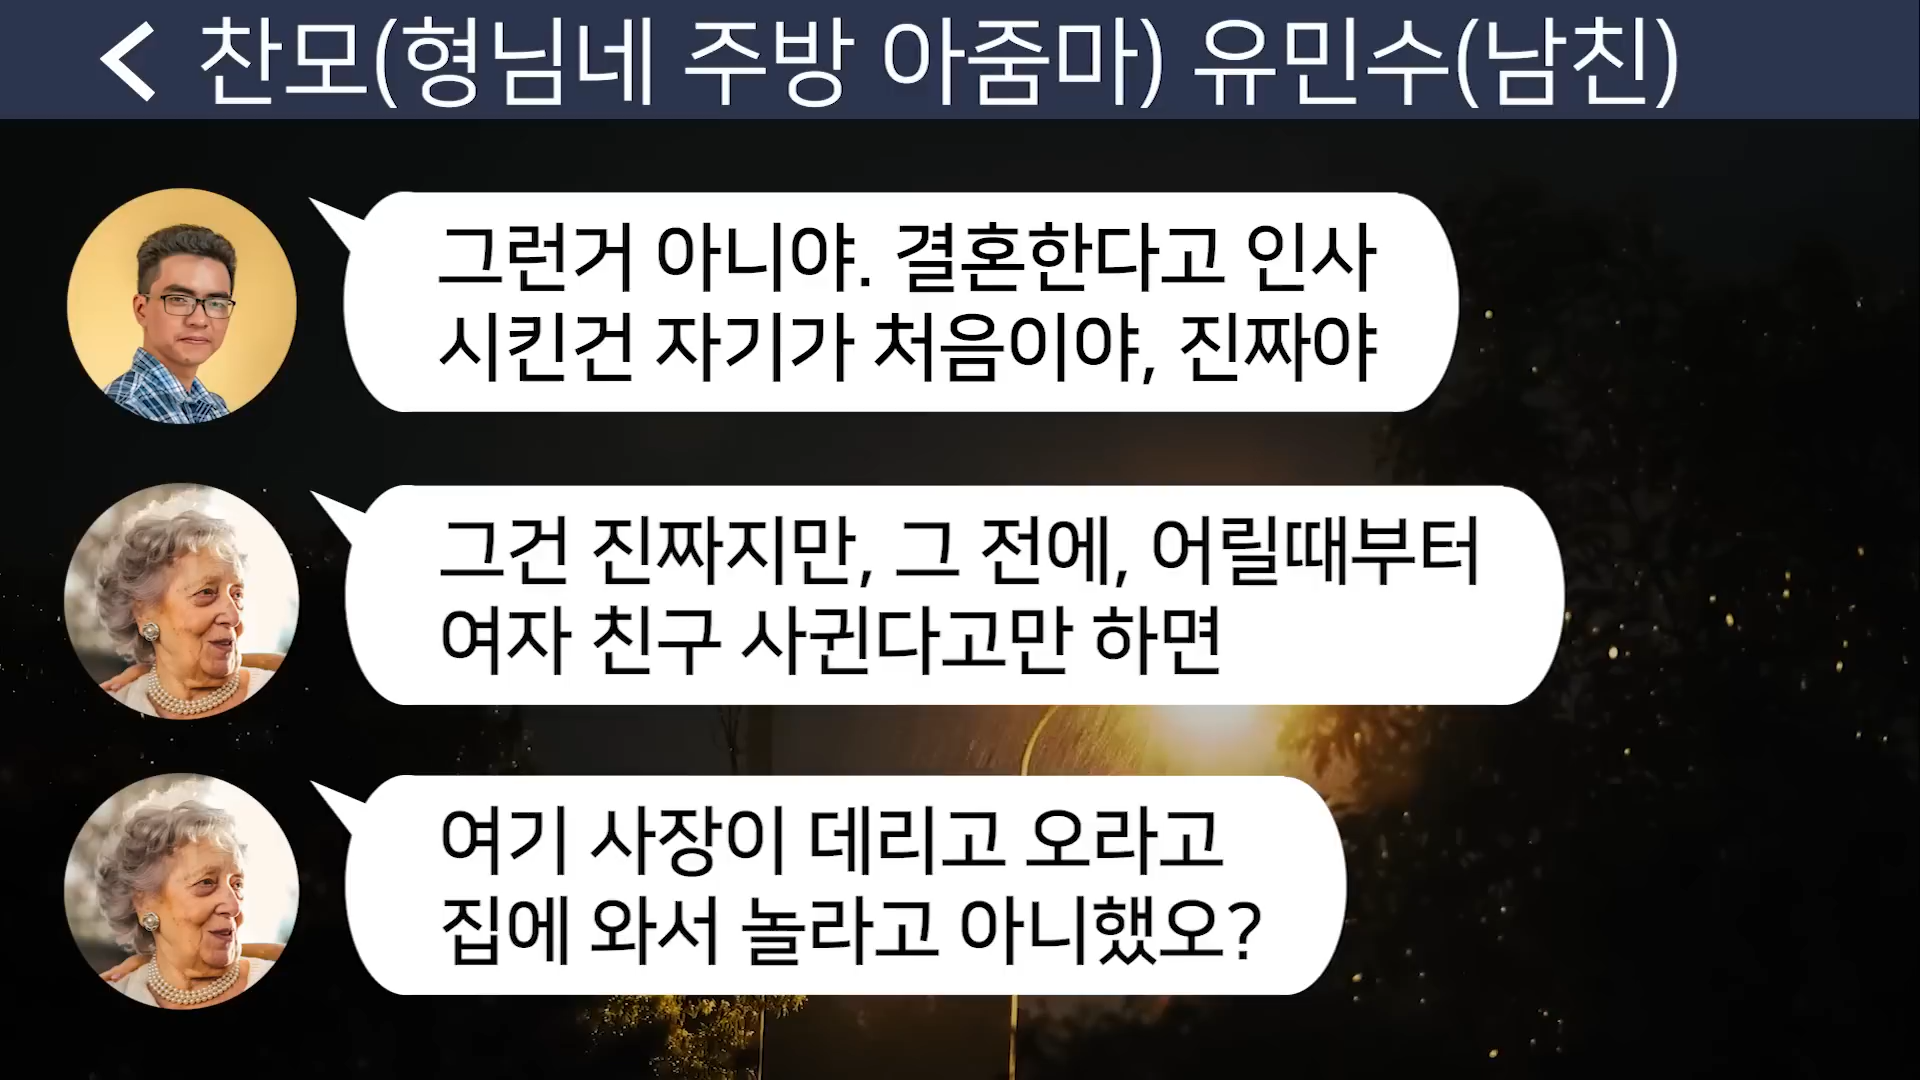 찬모(형님네 주방 아줌마) 유민수(남친)
그런거 아니야. 결혼한다고 인사
시킨건 자기가 처음이야, 진짜야
그건 진짜지만, 그 전에, 어릴때부터
여자 친구 사귄다고만 하면
여기 사장이 데리고 오라고
집에 와서 놀라고 아니했오?